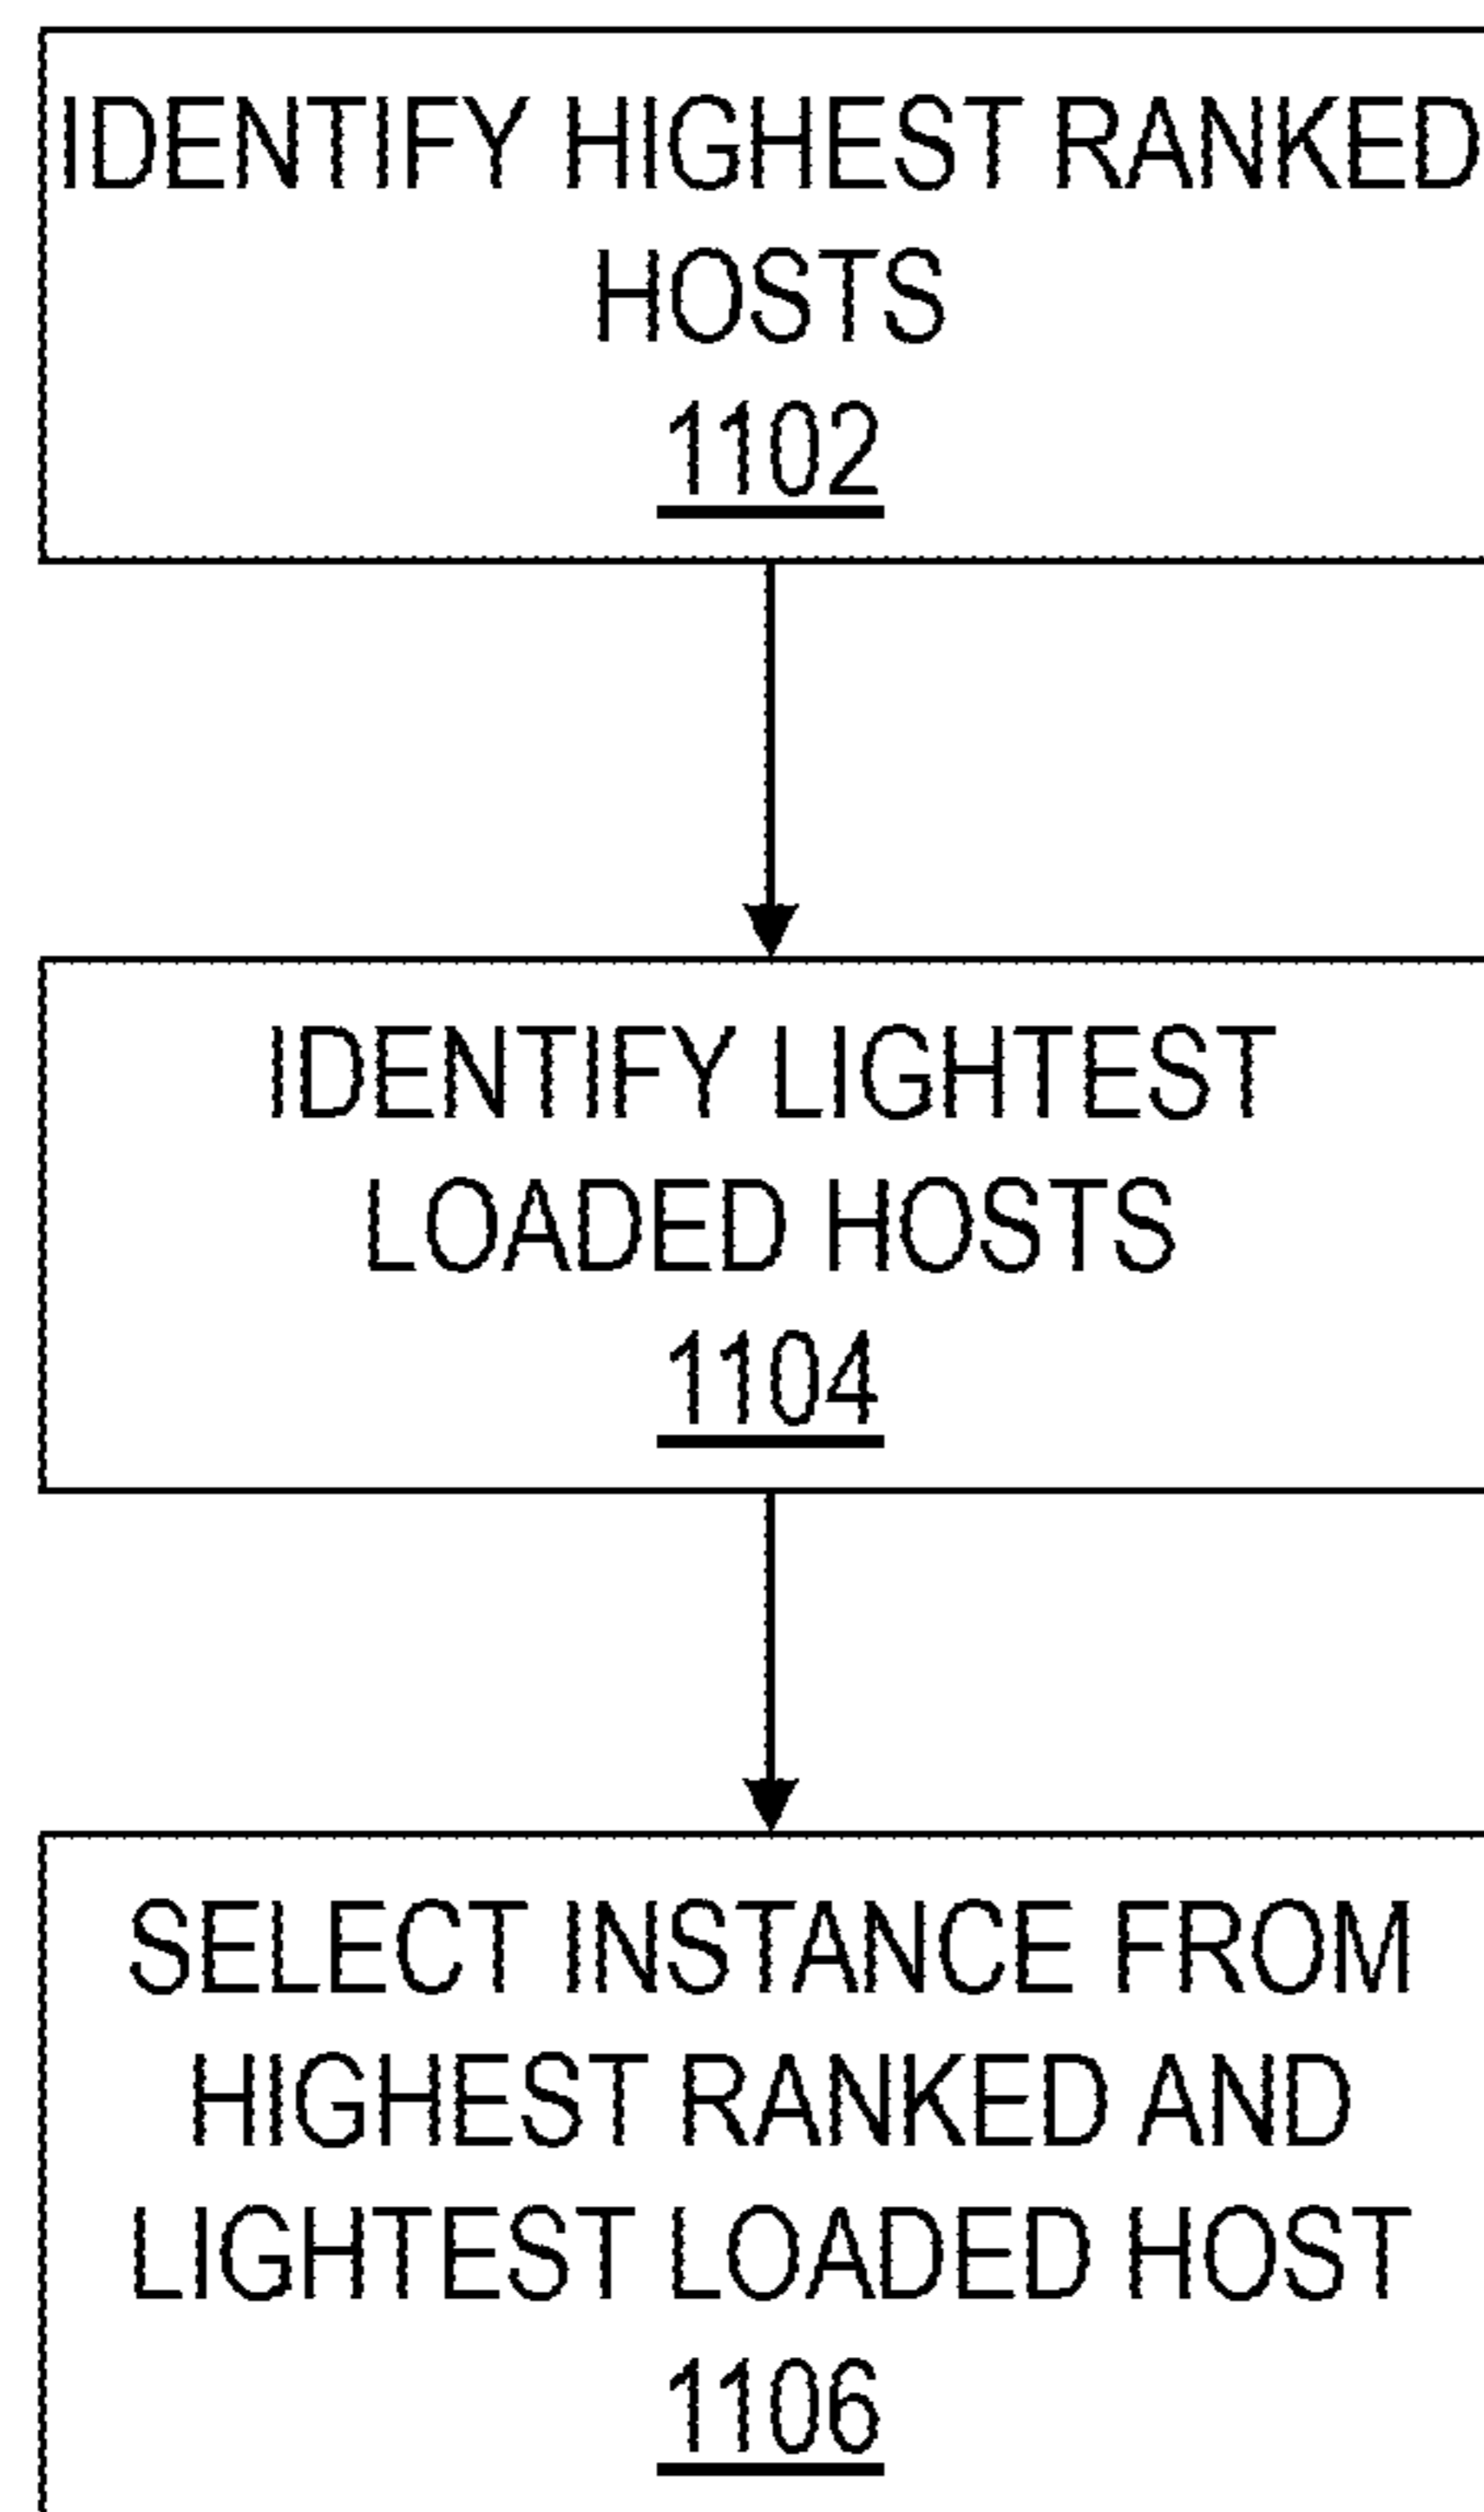 IDENTIFY HIGHEST RANKED
HOSTS
1102
IDENTIFY LIGHTEST
LOADED HOSTS
1104
SELECT INSTANCE FROM
HIGHEST RANKED AND
LIGHTEST LOADED HOST
1106